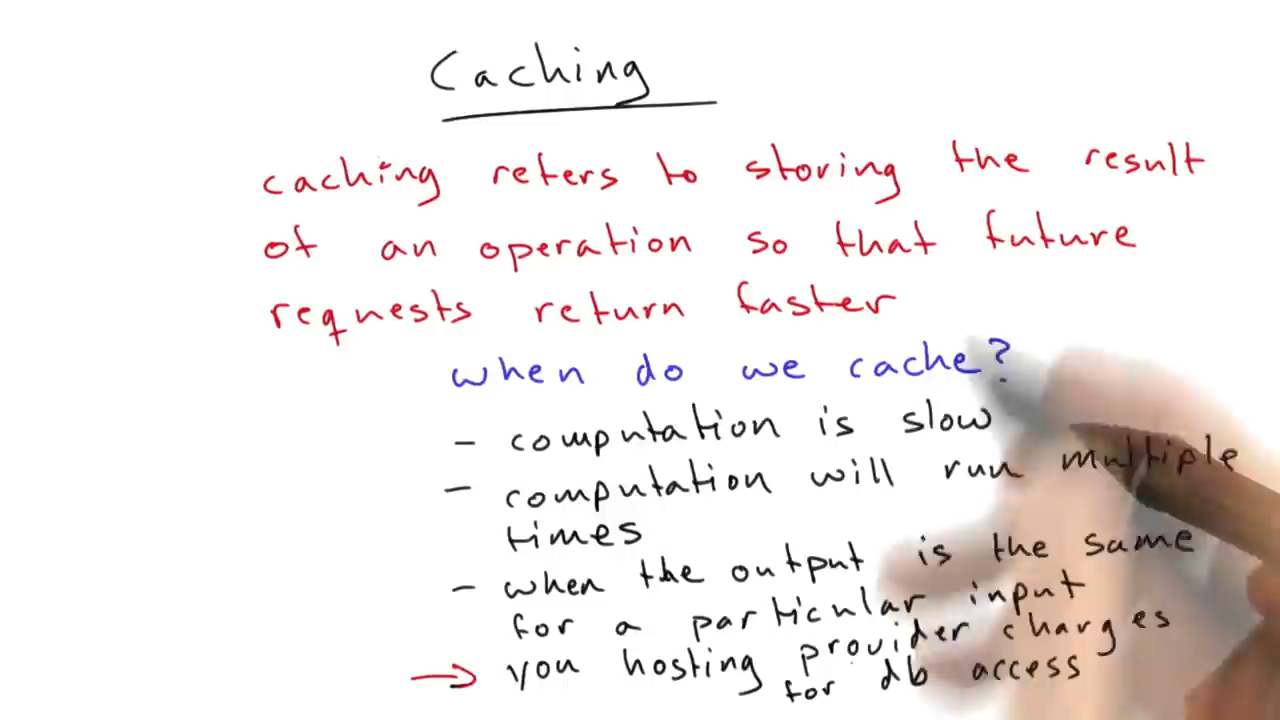 Caching
caching refers to storing the result
of an operation so that future
requests return faster
when do we cache?
- computation is slow
- computation will run multiple
times
- when the output is the same
for a particular input
→ you hosting provider charges
for db access